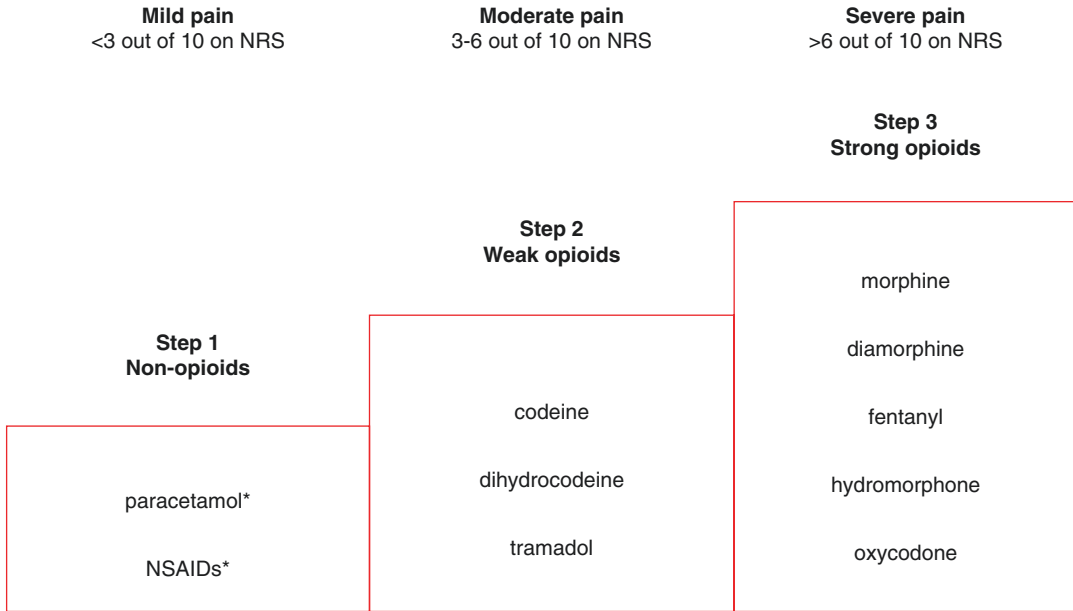 Mild pain
<3 out of 10 on NRS
Moderate pain
3-6 out of 10 on NRS
Severe pain
>6 out of 10 on NRS
Step 1
Non-opioids
paracetamol*
NSAIDs*
Step 2
Weak opioids
codeine
dihydrocodeine
tramadol
Step 3
Strong opioids
morphine
diamorphine
fentanyl
hydromorphone
oxycodone